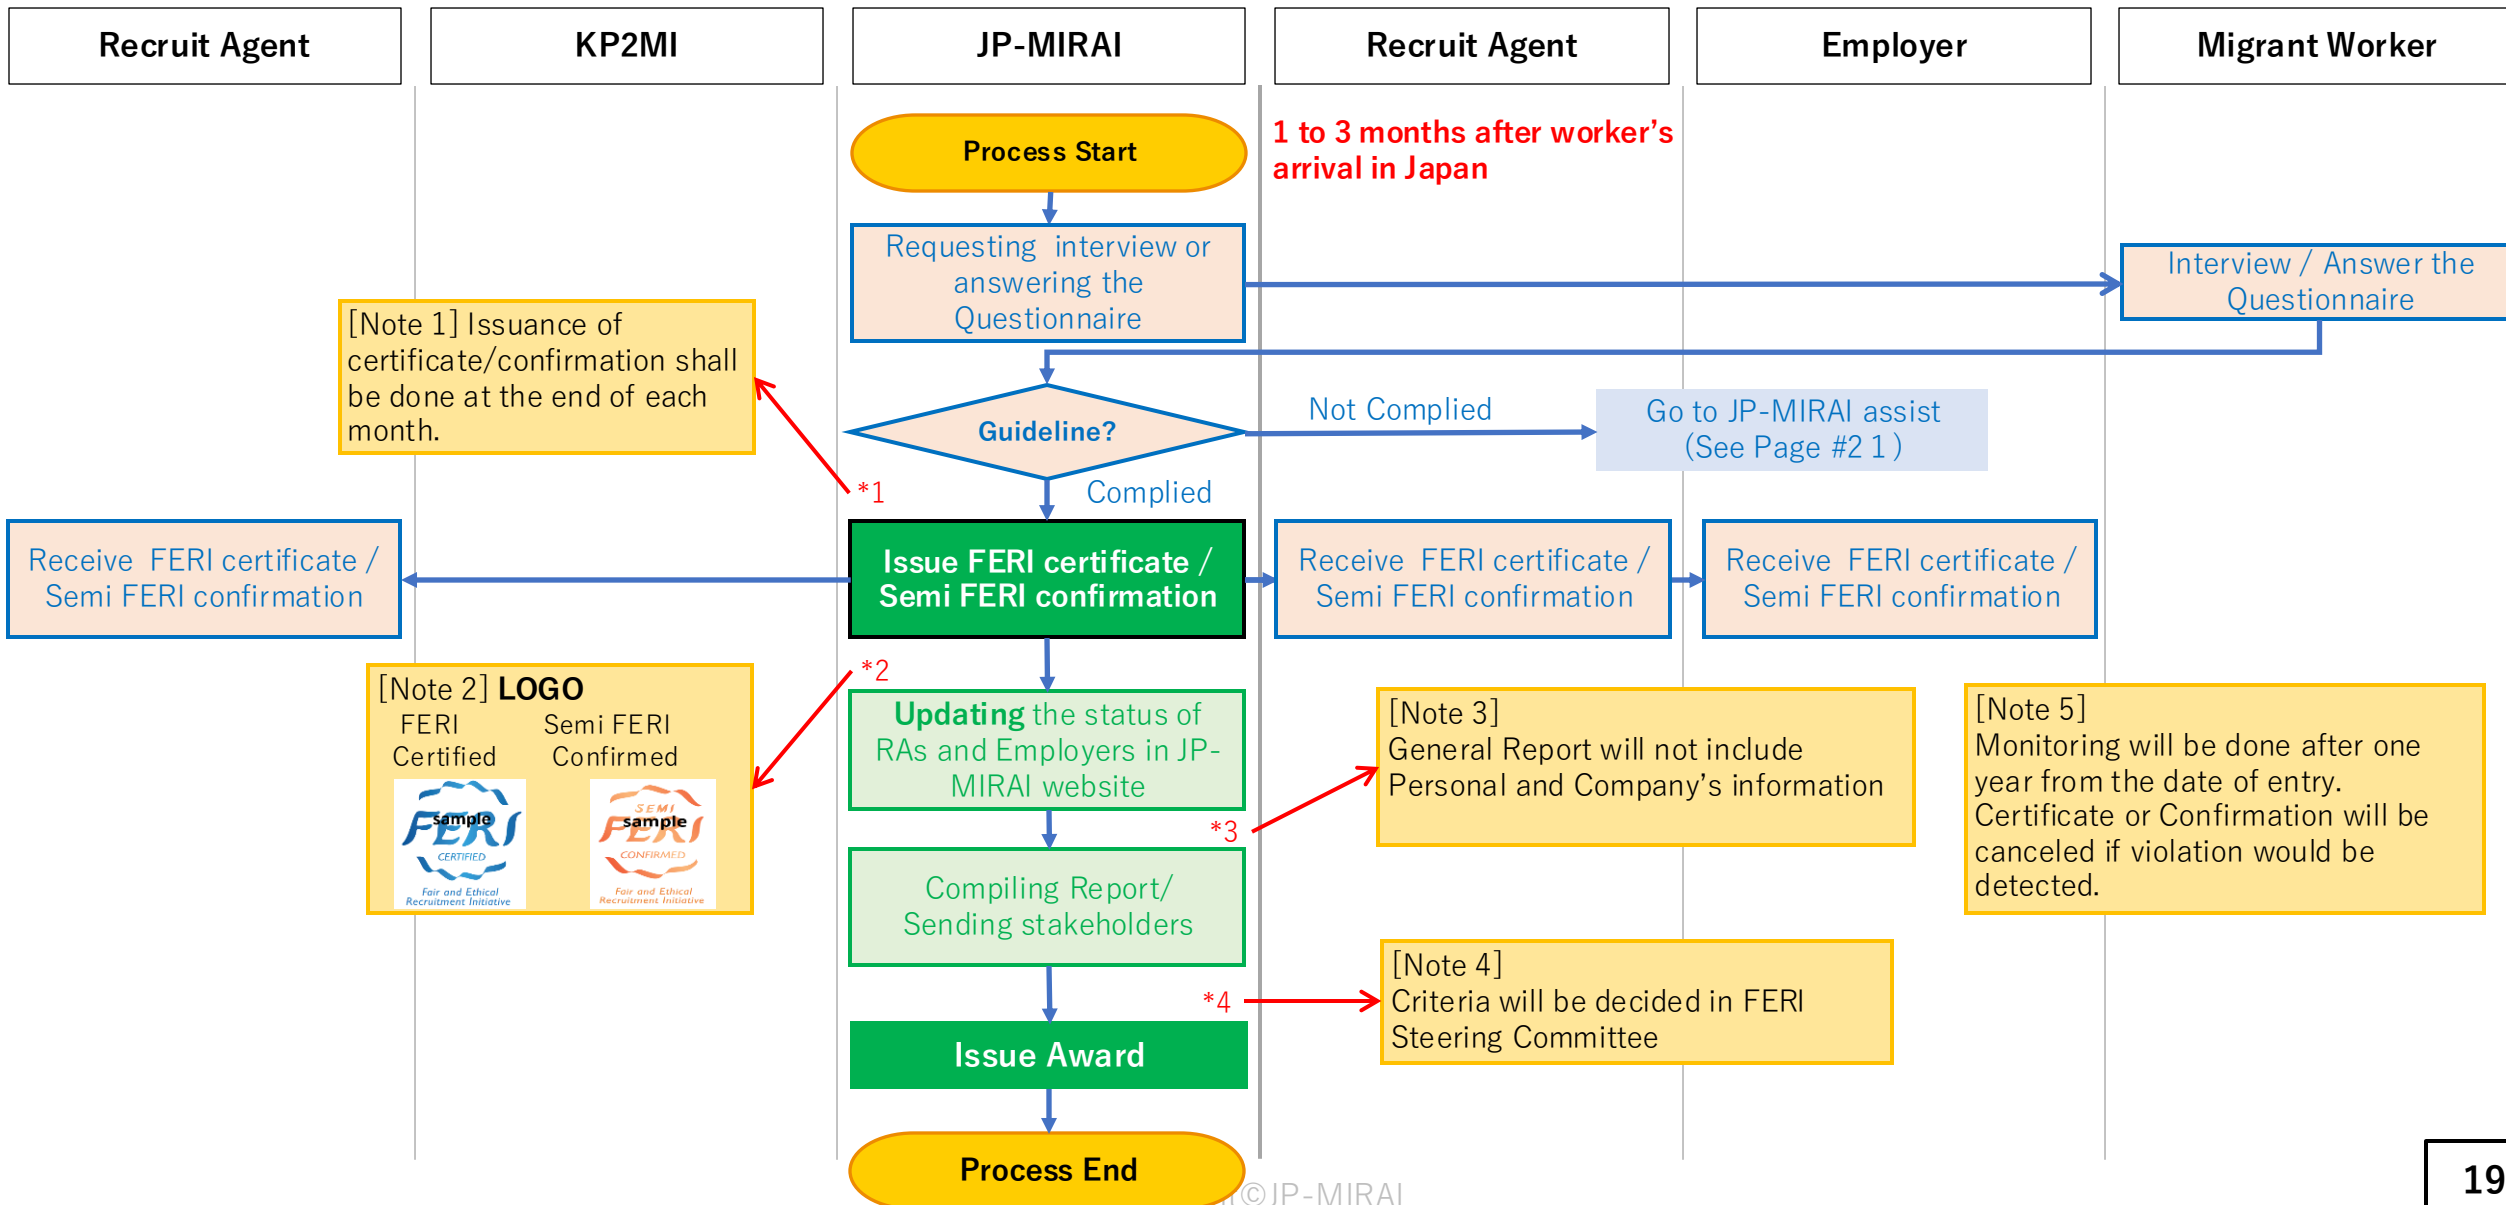 Recruit Agent
KP2MI
JP-MIRAI
Recruit Agent
Employer
Migrant Worker
Process Start
1 to 3 months after worker's
arrival in Japan
Requesting interview or
answering the
Questionnaire
Interview / Answer the
Questionnaire
[Note 1] Issuance of
certificate/confirmation shall
be done at the end of each
month.
Guideline?
Not Complied
Go to JP-MIRAI assist
(See Page #21)
*1
Complied
Receive FERI certificate /
Semi FERI confirmation
Issue FERI certificate /
Semi FERI confirmation
Receive FERI certificate /
Semi FERI confirmation
Receive FERI certificate /
Semi FERI confirmation
*2
[Note 2] LOGO
FERI
Certified
Semi FERI
Confirmed
FERI
sample
CERTIFIED
Fair and Ethical
Recruitment Initiative
SEMI
FERI
sample
CONFIRMED
Fair and Ethical
Recruitment Initiative
Updating the status of
RAs and Employers in JP-
MIRAI website
*3
[Note 3]
General Report will not include
Personal and Company's information
[Note 5]
Monitoring will be done after one
year from the date of entry.
Certificate or Confirmation will be
canceled if violation would be
detected.
Compiling Report/
Sending stakeholders
*4
[Note 4]
Criteria will be decided in FERI
Steering Committee
Issue Award
Process End
©JP-MIRAI
19